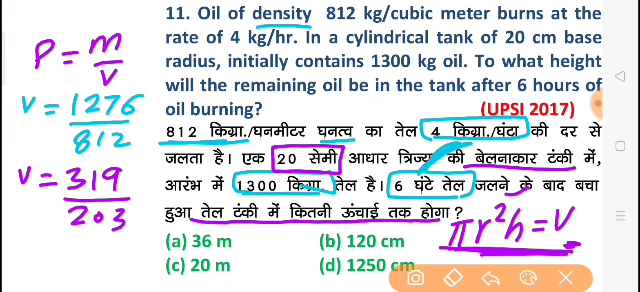 11. Oil of density 812 kg/cubic meter burns at the
rate of 4 kg/hr. In a cylindrical tank of 20 cm base
radius, initially contains 1300 kg oil. To what height
will the remaining oil be in the tank after 6 hours of
oil burning? (UPSI 2017)
812 किग्रा./घनमीटर घनत्व का तेल 4 किग्रा./घंटा की दर से
जलता है। एक 20 सेमी आधार त्रिज्या की बेलनाकार टंकी में,
आरंभ में 1300 किग्रा. तेल है। 6 घंटे तेल जलने के बाद बचा
हुआ तेल टंकी में कितनी ऊंचाई तक होगा?
(a) 36 m (b) 120 cm
(c) 20 m (d) 1250 cm
P = m/v
v = 1276/812
v = 319/203
πr²h = v